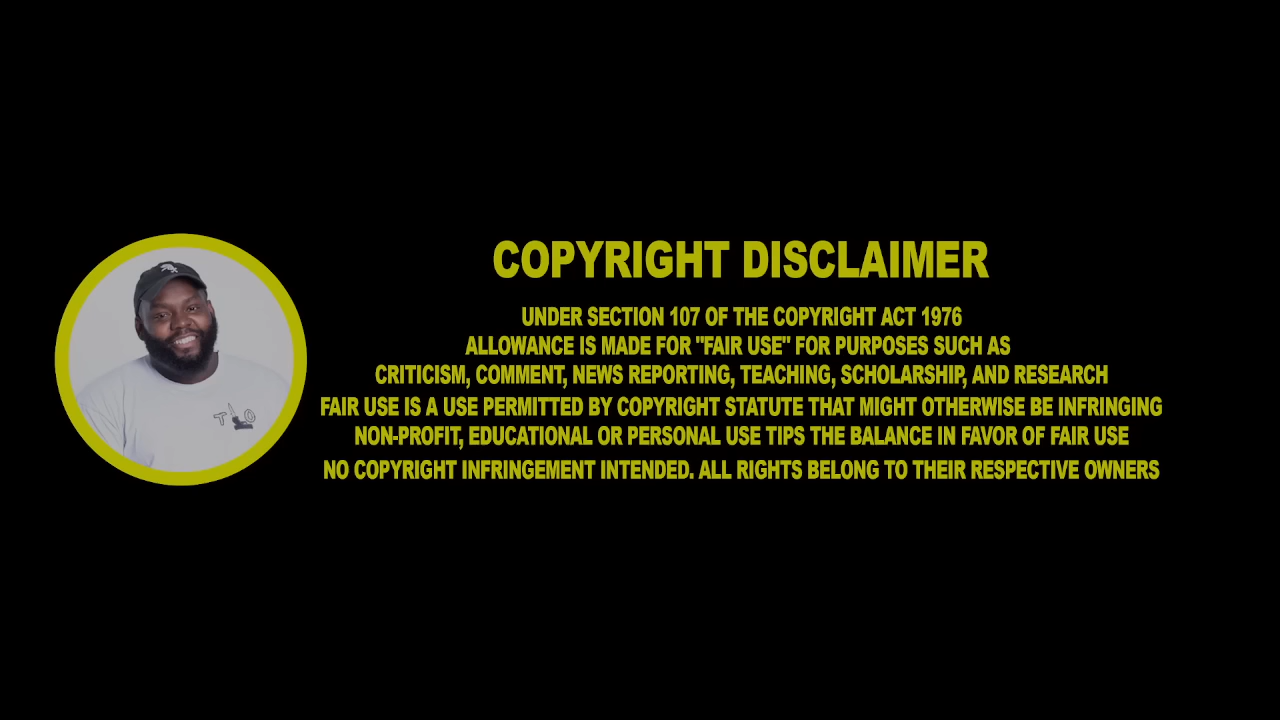 COPYRIGHT DISCLAIMER
UNDER SECTION 107 OF THE COPYRIGHT ACT 1976
ALLOWANCE IS MADE FOR "FAIR USE" FOR PURPOSES SUCH AS
CRITICISM, COMMENT, NEWS REPORTING, TEACHING, SCHOLARSHIP, AND RESEARCH
FAIR USE IS A USE PERMITTED BY COPYRIGHT STATUTE THAT MIGHT OTHERWISE BE INFRINGING
NON-PROFIT, EDUCATIONAL OR PERSONAL USE TIPS THE BALANCE IN FAVOR OF FAIR USE
NO COPYRIGHT INFRINGEMENT INTENDED. ALL RIGHTS BELONG TO THEIR RESPECTIVE OWNERS